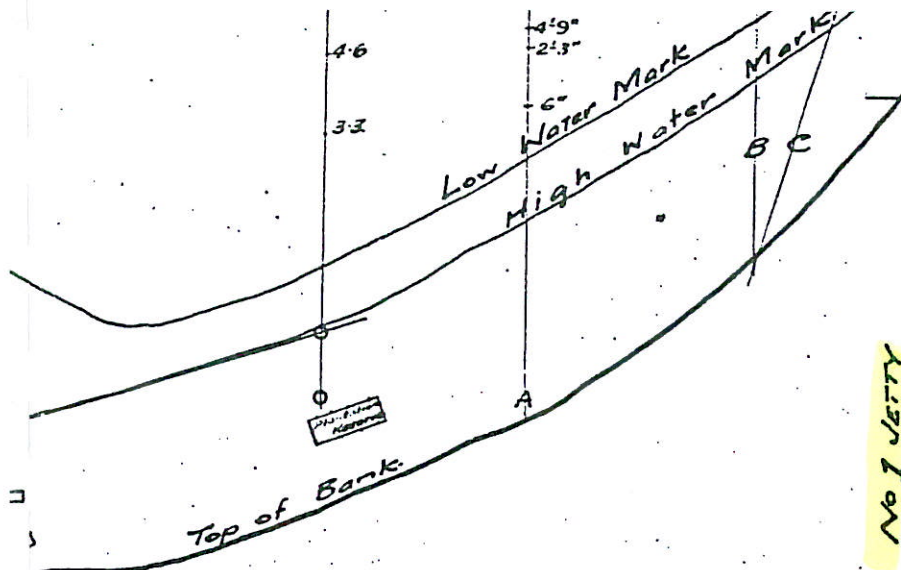 4.6
3.3
4'9"
2'3"
6"
Low Water Mark
High Water Mark
B
C
A
Top of Bank.
No 1 JETTY